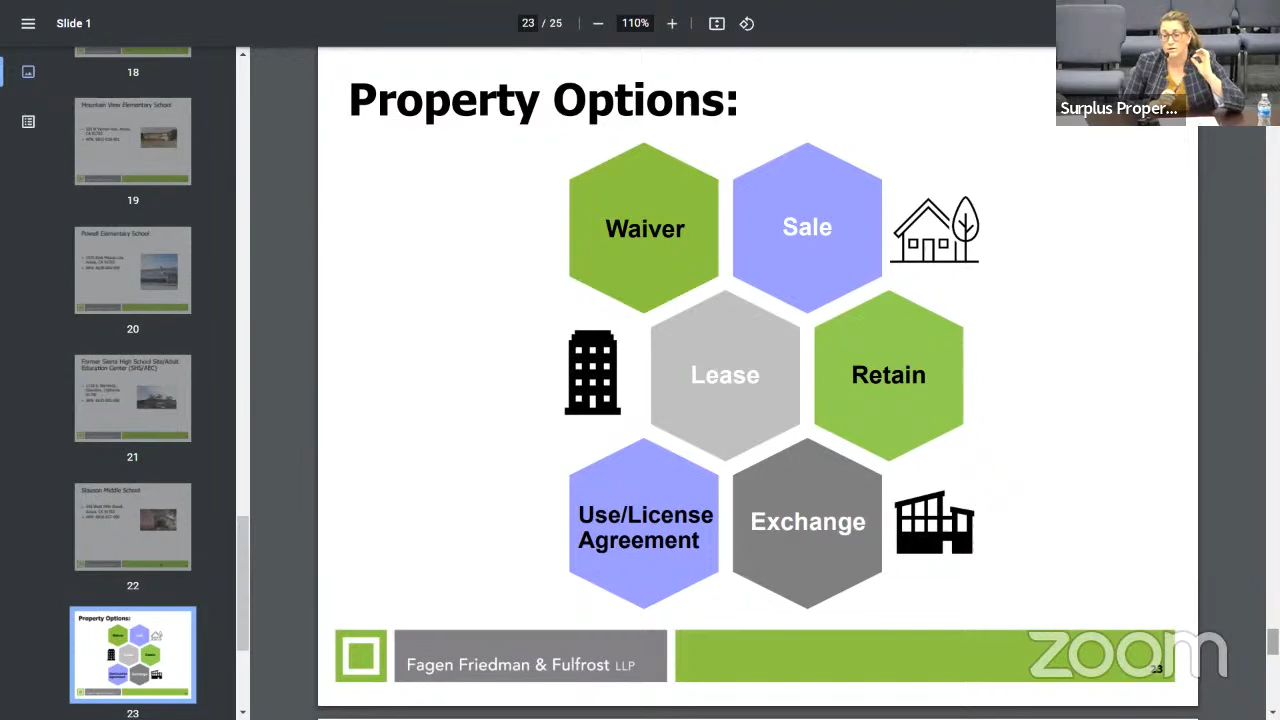 Slide 1
23 / 25
110%
Surplus Proper...
18
Mountain View Elementary School
19
Powell Elementary School
20
Former Sierra High School Site/Adult
Education Center (SHS/AEC)
21
Slauson Middle School
22
Property Options:
23
Property Options:
Waiver
Sale
Lease
Retain
Use/License
Agreement
Exchange
Fagen Friedman & Fulfrost LLP
23
zoom